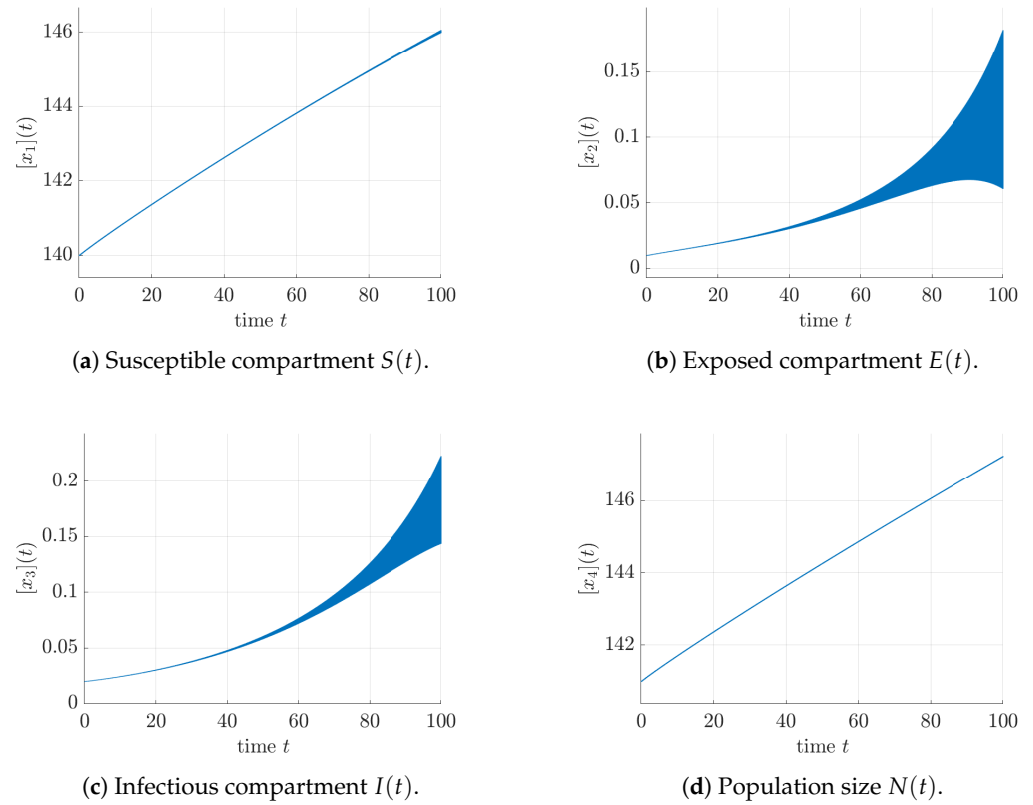 146
144
142
140
[x₁](t)
0 20 40 60 80 100
time t
(a) Susceptible compartment S(t).
0.15
0.1
0.05
0
[x₂](t)
0 20 40 60 80 100
time t
(b) Exposed compartment E(t).
0.2
0.15
0.1
0.05
0
[x₃](t)
0 20 40 60 80 100
time t
(c) Infectious compartment I(t).
146
144
142
[x₄](t)
0 20 40 60 80 100
time t
(d) Population size N(t).